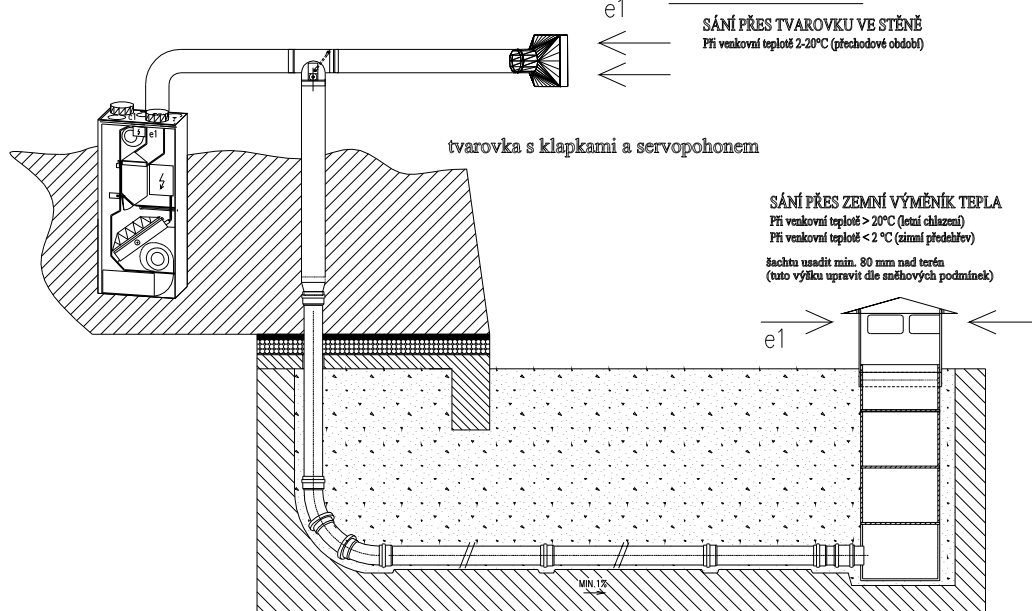 e1
SÁNÍ PŘES TVAROVKU VE STĚNĚ
Při venkovní teplotě 2-20°C (přechodové období)
e1
tvarovka s klapkami a servopohonem
SÁNÍ PŘES ZEMNÍ VÝMĚNÍK TEPLA
Při venkovní teplotě > 20°C (letní chlazení)
Při venkovní teplotě < 2 °C (zimní předehřev)
šachtu usadit min. 80 mm nad terén
(tuto výšku upravit dle sněhových podmínek)
e1
MIN.1%